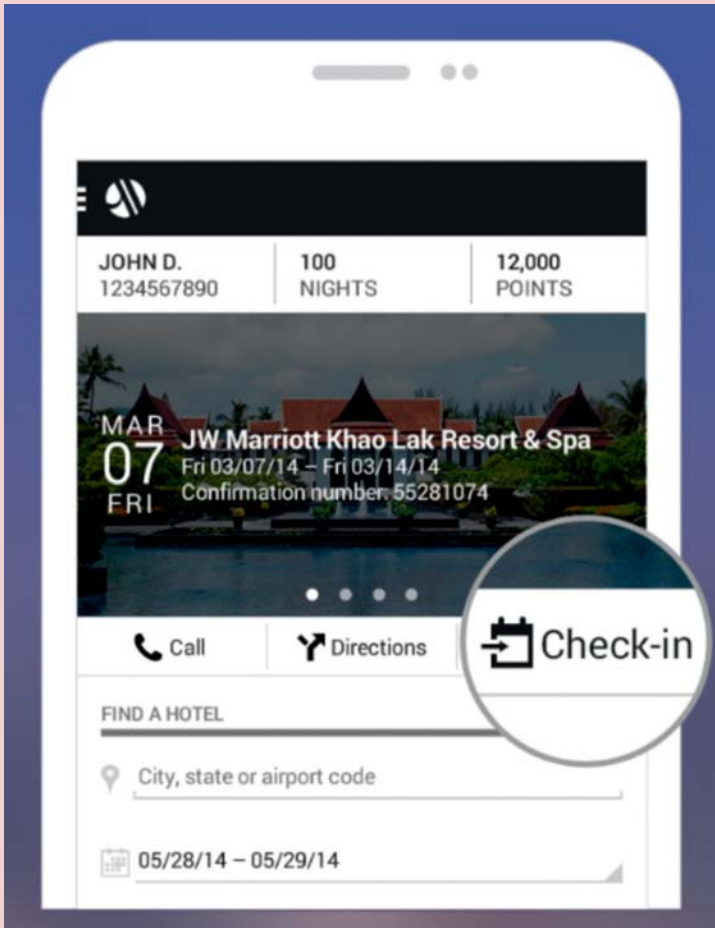 JOHN D.
1234567890
100
NIGHTS
12,000
POINTS
MAR
07
FRI
JW Marriott Khao Lak Resort & Spa
Fri 03/07/14 – Fri 03/14/14
Confirmation number: 55281074
Call
Directions
Check-in
FIND A HOTEL
City, state or airport code
05/28/14 – 05/29/14